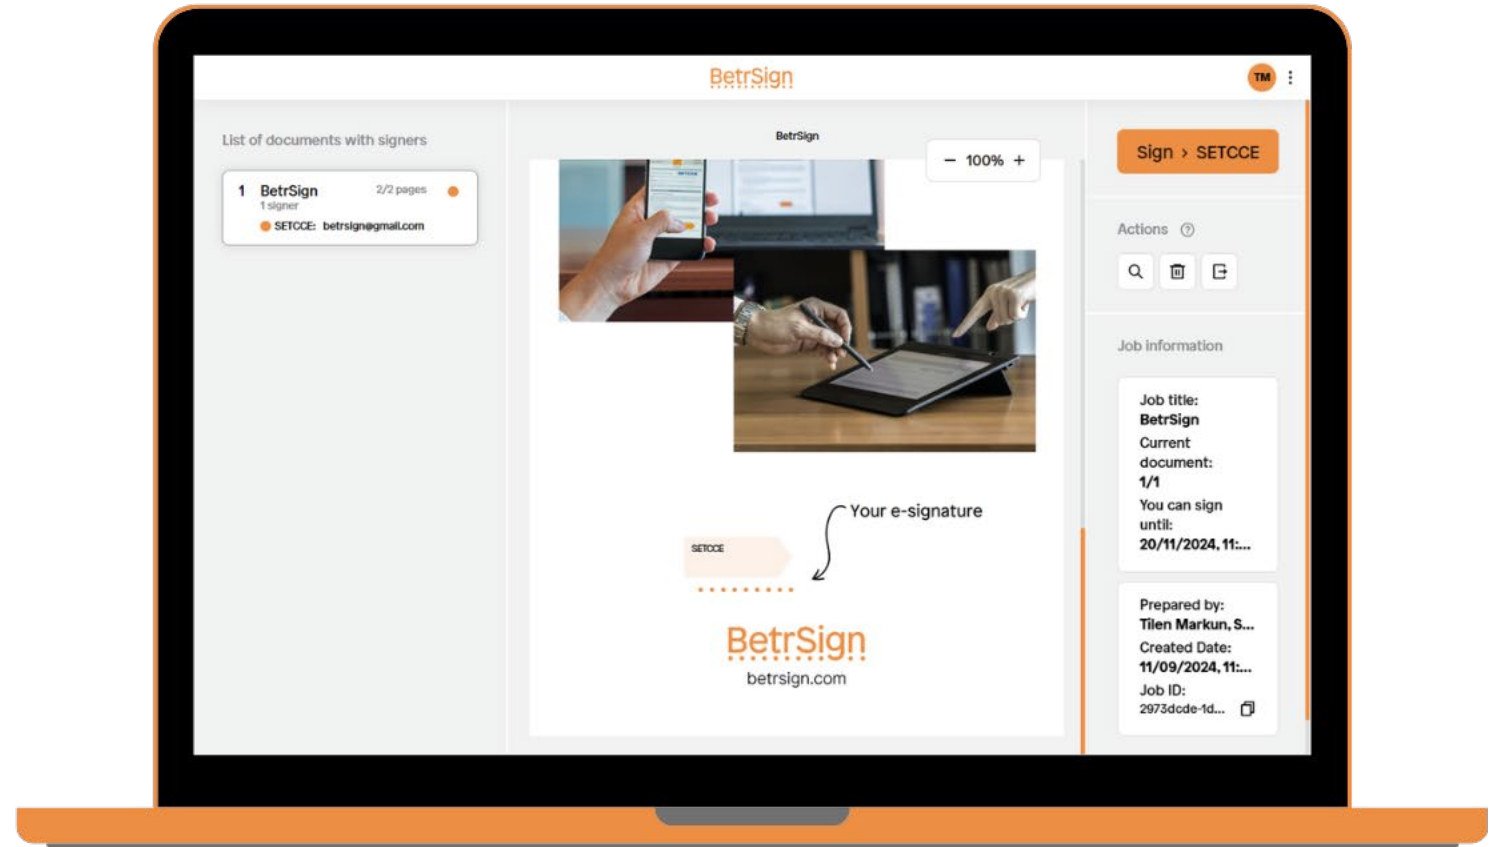 BetrSign
TM
List of documents with signers
1 BetrSign 2/2 pages
1 signer
SETCCE: betrsign@gmail.com
BetrSign
− 100% +
Your e-signature
SETCCE
BetrSign
betrsign.com
Sign › SETCCE
Actions ?
Job information
Job title:
BetrSign
Current
document:
1/1
You can sign
until:
20/11/2024, 11:...
Prepared by:
Tilen Markun, S...
Created Date:
11/09/2024, 11:...
Job ID:
2973dcde-1d...